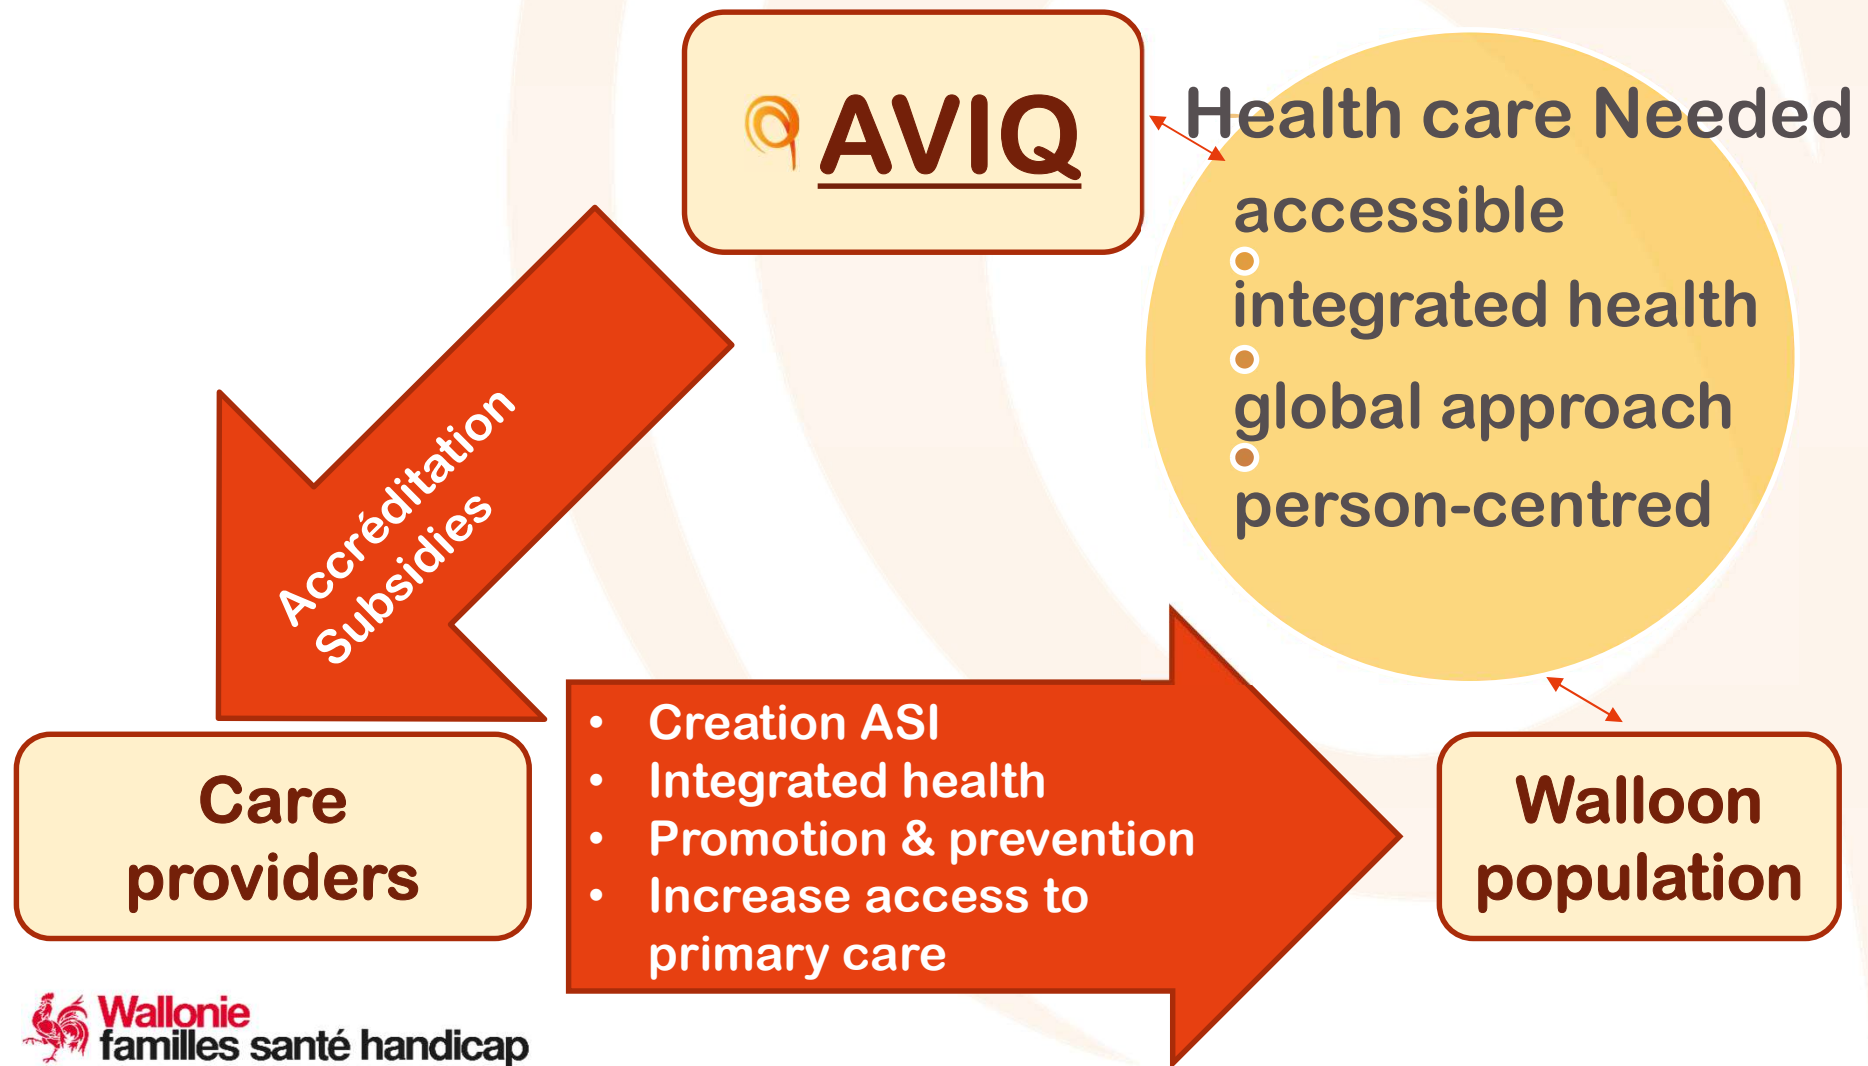 AVIQ
Health care Needed
accessible
integrated health
global approach
person-centred
Accréditation
Subsidies
• Creation ASI
• Integrated health
• Promotion & prevention
• Increase access to
primary care
Care
providers
Walloon
population
Wallonie
familles santé handicap